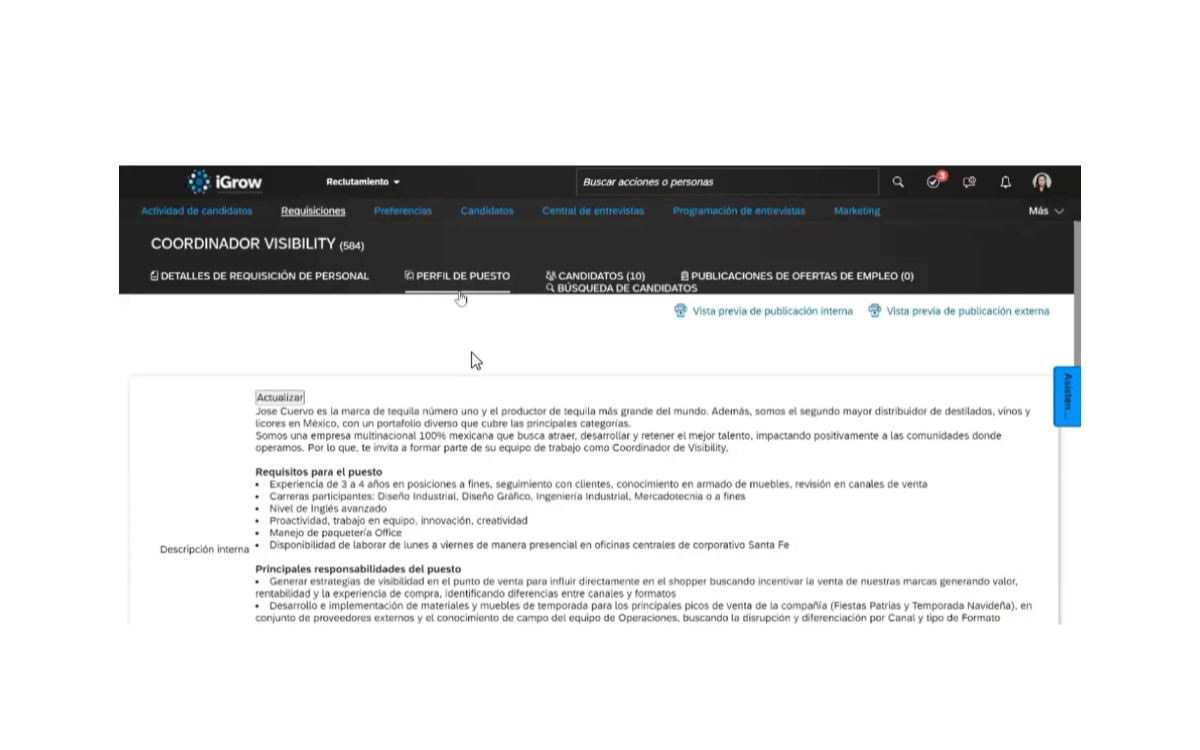 iGrow
Reclutamiento
Buscar acciones o personas
3
Actividad de candidatos
Requisiciones
Preferencias
Candidatos
Central de entrevistas
Programación de entrevistas
Marketing
Más
COORDINADOR VISIBILITY (584)
DETALLES DE REQUISICIÓN DE PERSONAL
PERFIL DE PUESTO
CANDIDATOS (10)
PUBLICACIONES DE OFERTAS DE EMPLEO (0)
BÚSQUEDA DE CANDIDATOS
Vista previa de publicación interna
Vista previa de publicación externa
Asisten...
Actualizar
Jose Cuervo es la marca de tequila número uno y el productor de tequila más grande del mundo. Además, somos el segundo mayor distribuidor de destilados, vinos y
licores en México, con un portafolio diverso que cubre las principales categorías.
Somos una empresa multinacional 100% mexicana que busca atraer, desarrollar y retener el mejor talento, impactando positivamente a las comunidades donde
operamos. Por lo que, te invita a formar parte de su equipo de trabajo como Coordinador de Visibility.
Requisitos para el puesto
• Experiencia de 3 a 4 años en posiciones a fines, seguimiento con clientes, conocimiento en armado de muebles, revisión en canales de venta
• Carreras participantes: Diseño Industrial, Diseño Gráfico, Ingeniería Industrial, Mercadotecnia o a fines
• Nivel de Inglés avanzado
• Proactividad, trabajo en equipo, innovación, creatividad
• Manejo de paquetería Office
• Disponibilidad de laborar de lunes a viernes de manera presencial en oficinas centrales de corporativo Santa Fe
Descripción interna
Principales responsabilidades del puesto
• Generar estrategias de visibilidad en el punto de venta para influir directamente en el shopper buscando incentivar la venta de nuestras marcas generando valor,
rentabilidad y la experiencia de compra, identificando diferencias entre canales y formatos
• Desarrollo e implementación de materiales y muebles de temporada para los principales picos de venta de la compañía (Fiestas Patrias y Temporada Navideña), en
conjunto de proveedores externos y el conocimiento de campo del equipo de Operaciones, buscando la disrupción y diferenciación por Canal y tipo de Formato